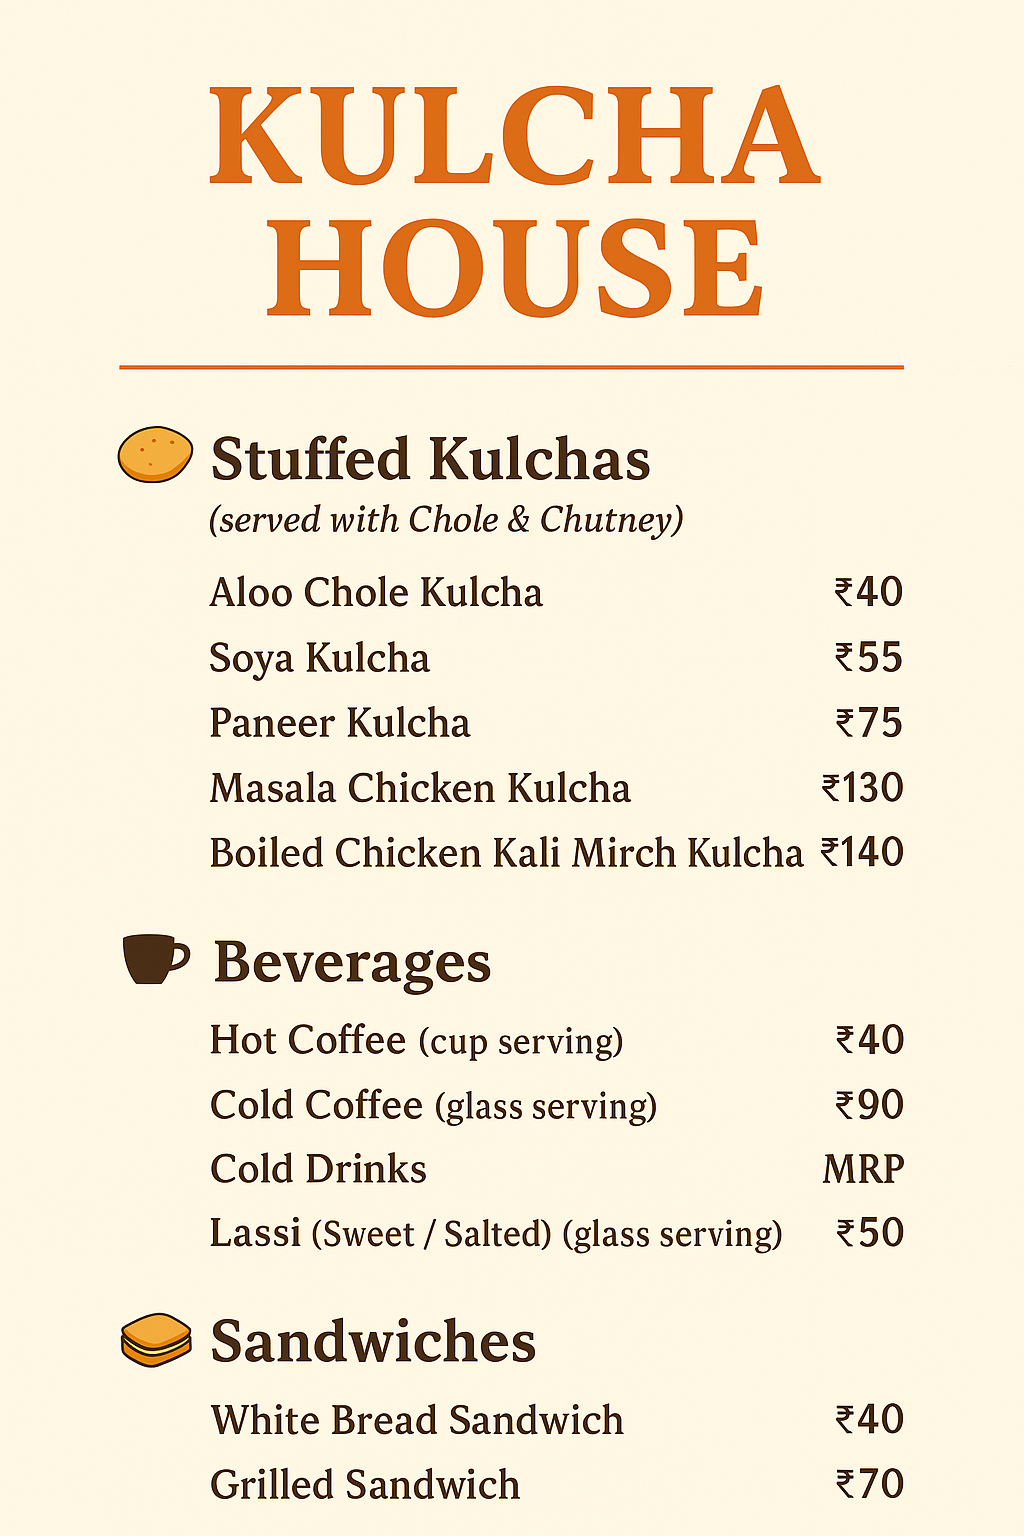 KULCHA
HOUSE
Stuffed Kulchas
(served with Chole & Chutney)
Aloo Chole Kulcha ₹40
Soya Kulcha ₹55
Paneer Kulcha ₹75
Masala Chicken Kulcha ₹130
Boiled Chicken Kali Mirch Kulcha ₹140
Beverages
Hot Coffee (cup serving) ₹40
Cold Coffee (glass serving) ₹90
Cold Drinks MRP
Lassi (Sweet / Salted) (glass serving) ₹50
Sandwiches
White Bread Sandwich ₹40
Grilled Sandwich ₹70